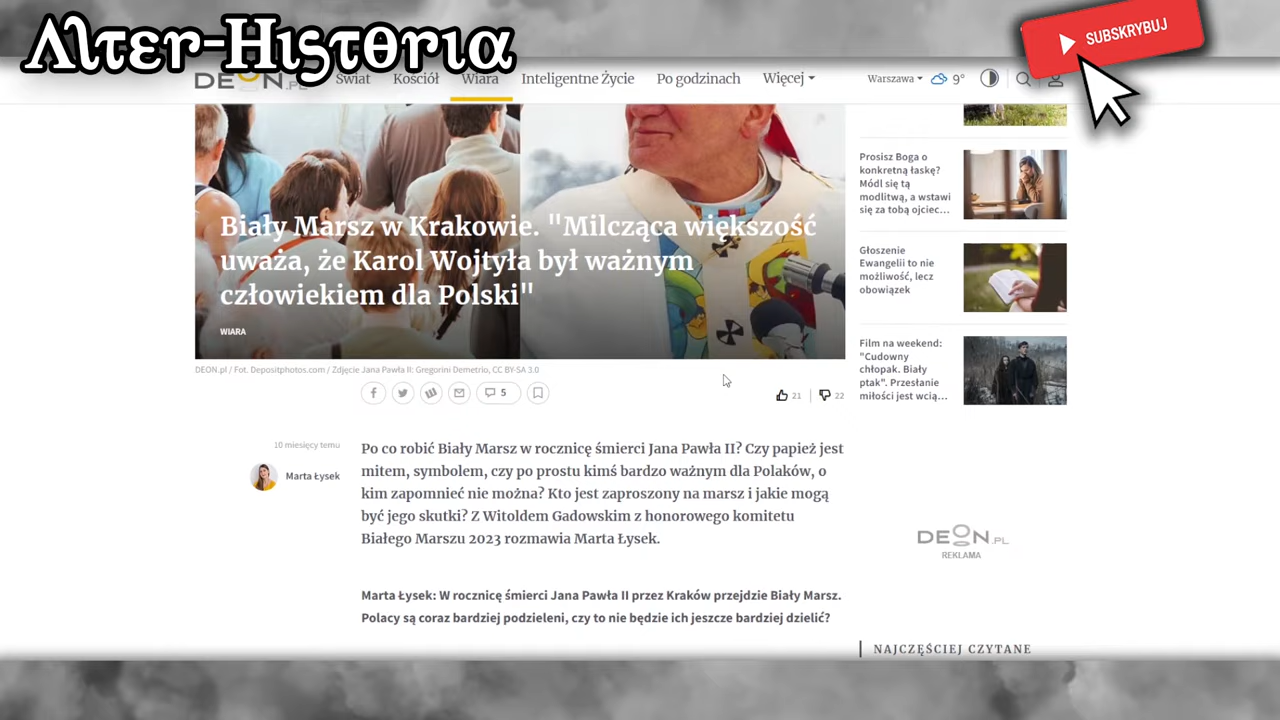 Alter-Historia
SUBSKRYBUJ
DEON.PL
Świat
Kościół
Wiara
Inteligentne Życie
Po godzinach
Więcej
Warszawa
9°
Biały Marsz w Krakowie. "Milcząca większość
uważa, że Karol Wojtyła był ważnym
człowiekiem dla Polski"
WIARA
DEON.pl / Fot. Depositphotos.com / Zdjęcie Jana Pawła II: Gregorini Demetrio, CC BY-SA 3.0
5
21
22
10 miesięcy temu
Marta Łysek
Po co robić Biały Marsz w rocznicę śmierci Jana Pawła II? Czy papież jest
mitem, symbolem, czy po prostu kimś bardzo ważnym dla Polaków, o
kim zapomnieć nie można? Kto jest zaproszony na marsz i jakie mogą
być jego skutki? Z Witoldem Gadowskim z honorowego komitetu
Białego Marszu 2023 rozmawia Marta Łysek.
Marta Łysek: W rocznicę śmierci Jana Pawła II przez Kraków przejdzie Biały Marsz.
Polacy są coraz bardziej podzieleni, czy to nie będzie ich jeszcze bardziej dzielić?
Prosisz Boga o
konkretną łaskę?
Módl się tą
modlitwą, a wstawi
się za tobą ojciec...
Głoszenie
Ewangelii to nie
możliwość, lecz
obowiązek
Film na weekend:
"Cudowny
chłopak. Biały
ptak". Przesłanie
miłości jest wcią...
DEON.PL
REKLAMA
NAJCZĘŚCIEJ CZYTANE